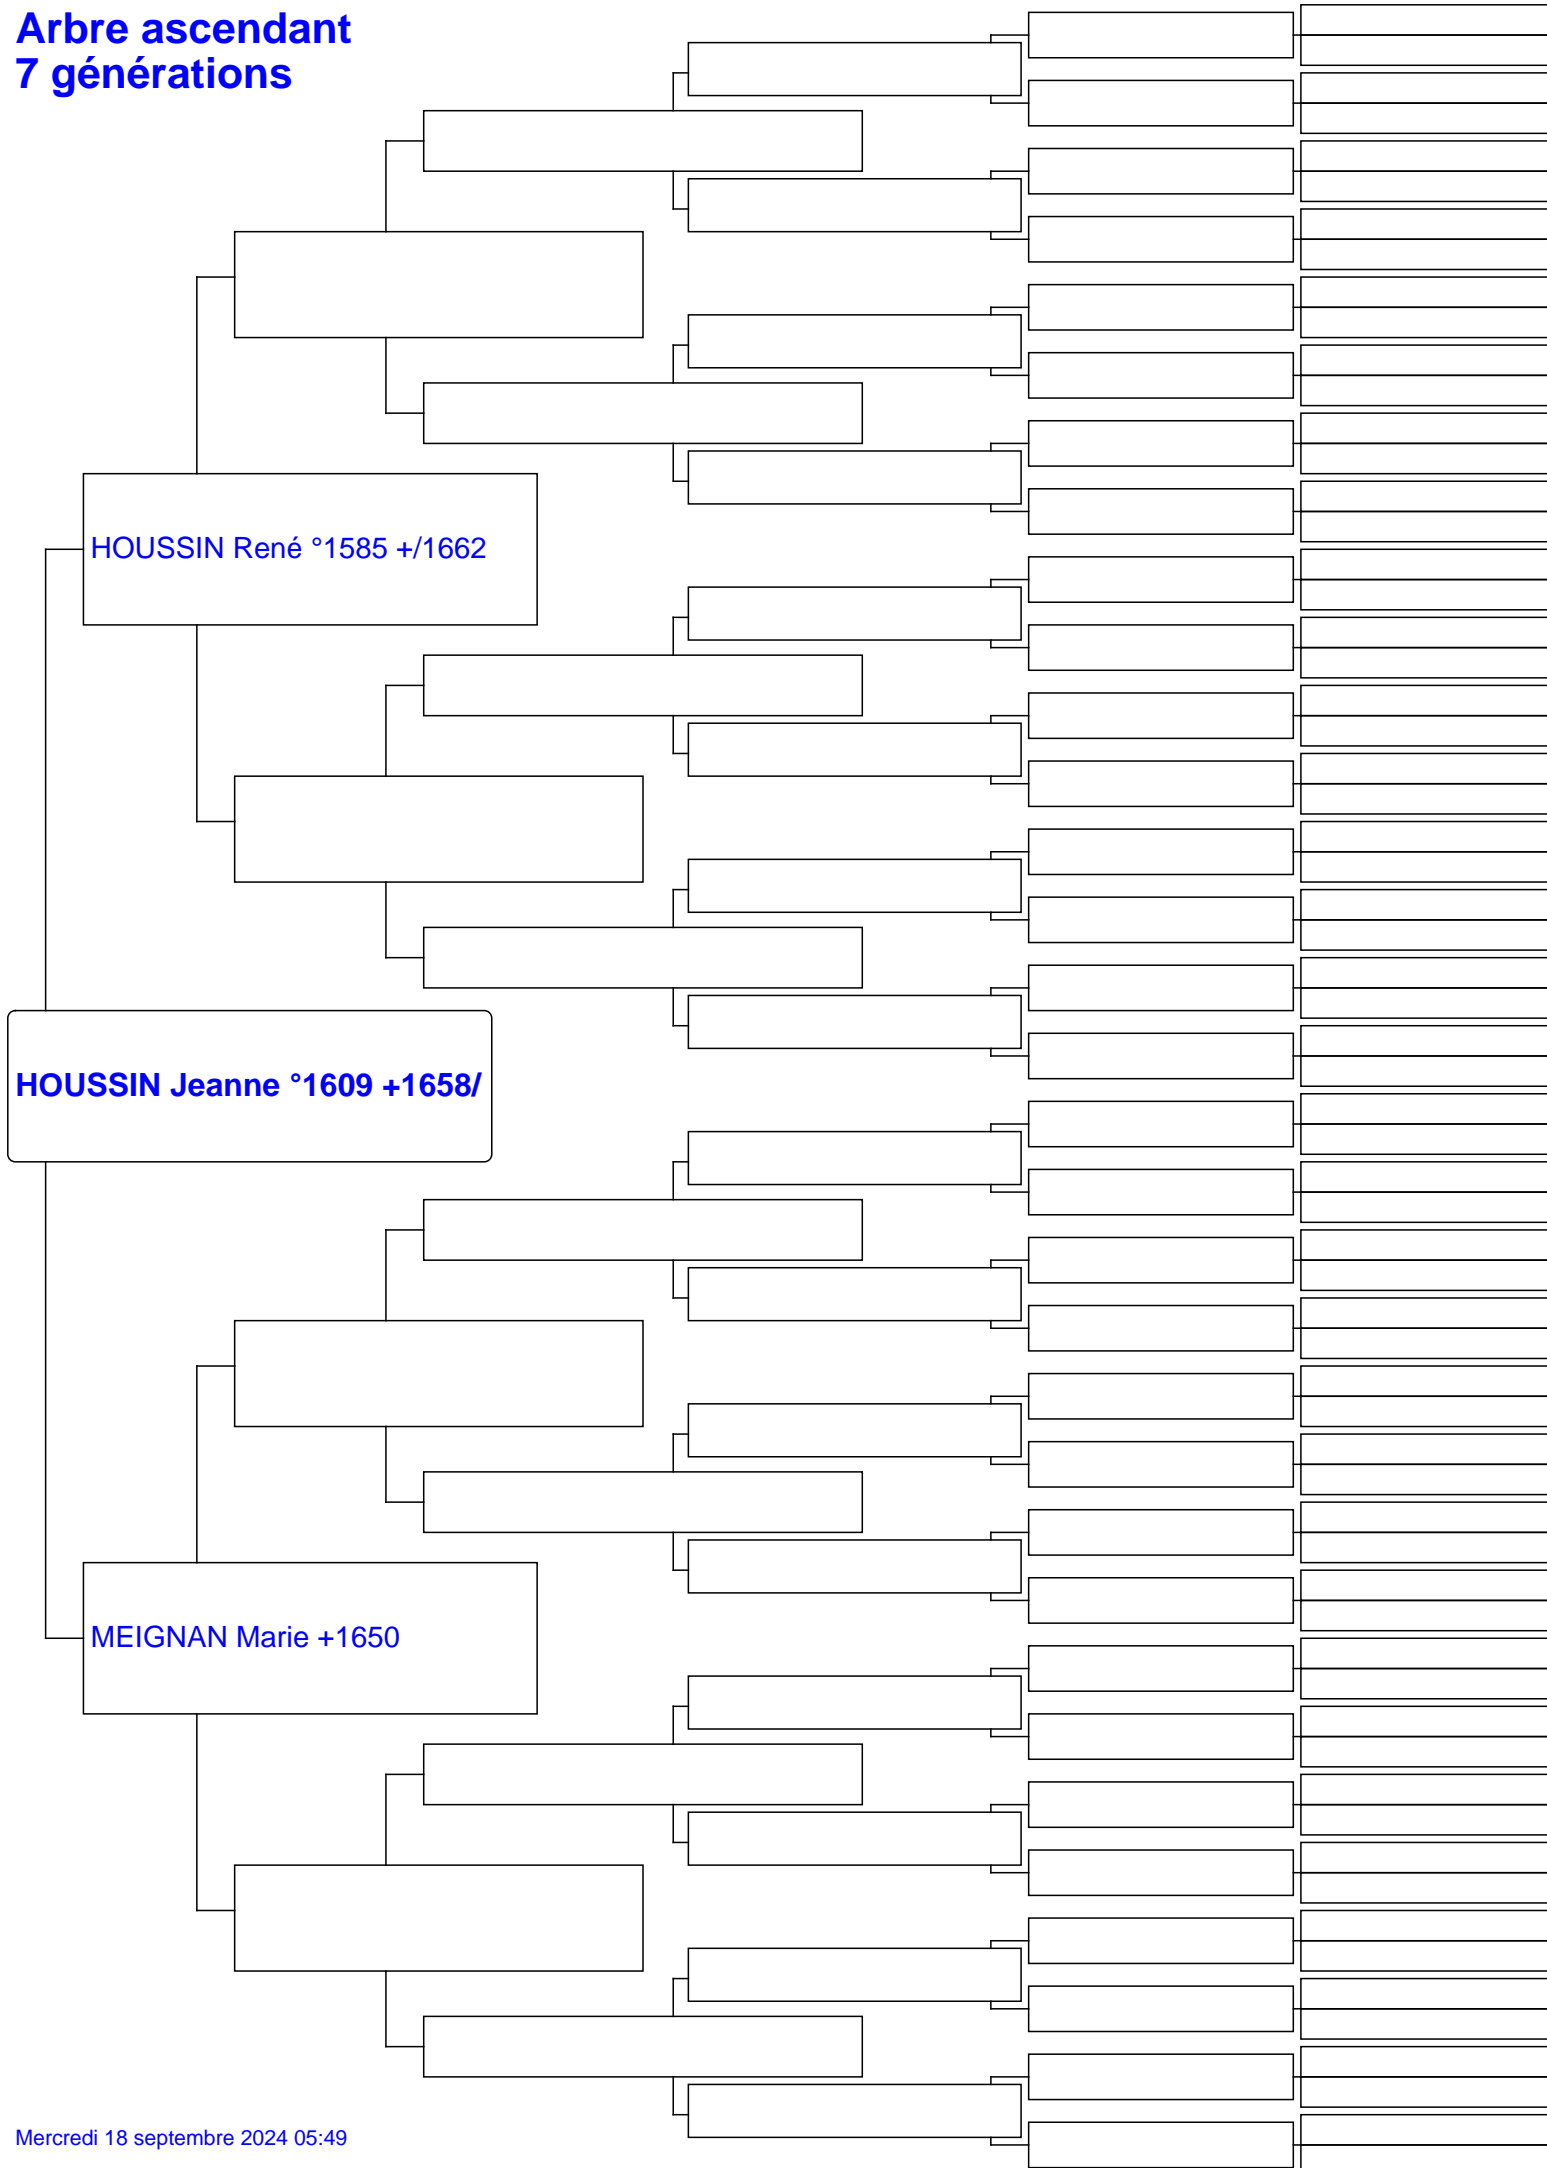 Arbre ascendant
7 générations
HOUSSIN René °1585 +/1662
HOUSSIN Jeanne °1609 +1658/
MEIGNAN Marie +1650
Mercredi 18 septembre 2024 05:49